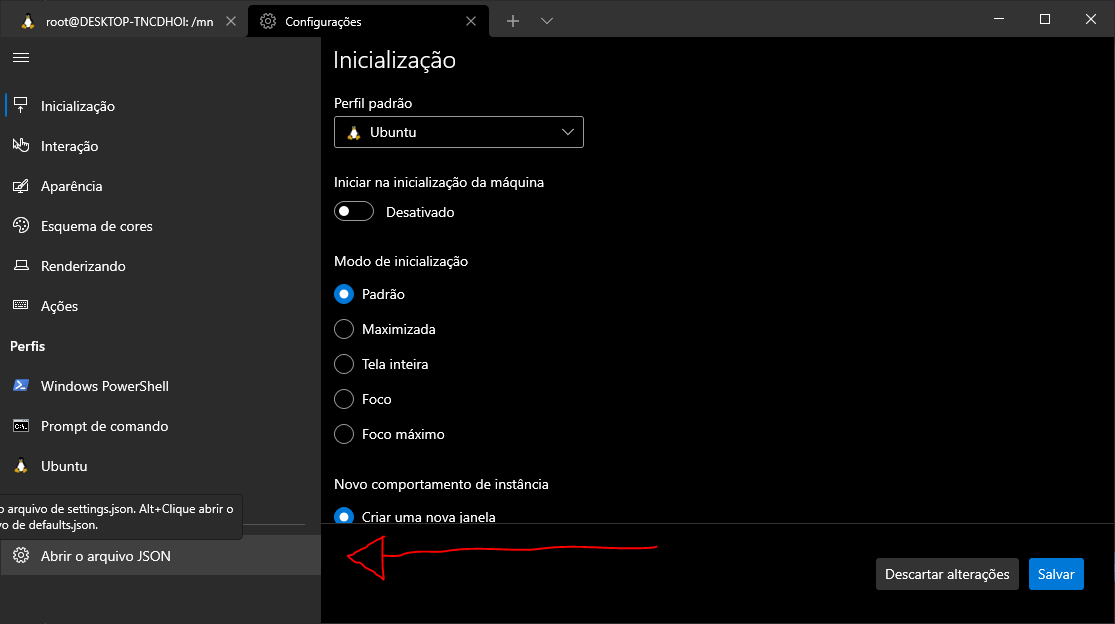 root@DESKTOP-TNCDHOI: /mn
Configurações
Inicialização
Interação
Aparência
Esquema de cores
Renderizando
Ações
Perfis
Windows PowerShell
Prompt de comando
Ubuntu
o arquivo de settings.json. Alt+Clique abrir o
vo de defaults.json.
Abrir o arquivo JSON
Inicialização
Perfil padrão
Ubuntu
Iniciar na inicialização da máquina
Desativado
Modo de inicialização
Padrão
Maximizada
Tela inteira
Foco
Foco máximo
Novo comportamento de instância
Criar uma nova janela
Descartar alterações
Salvar